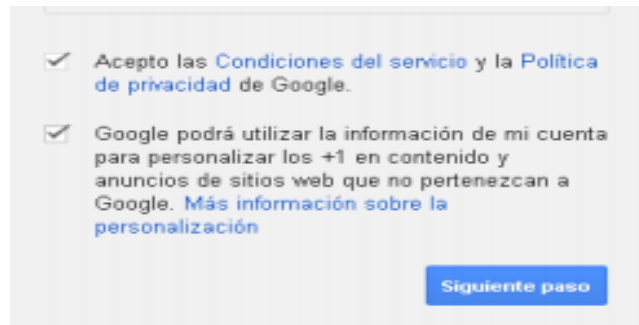 Acepto las Condiciones del servicio y la Política
de privacidad de Google.
Google podrá utilizar la información de mi cuenta
para personalizar los +1 en contenido y
anuncios de sitios web que no pertenezcan a
Google. Más información sobre la
personalización
Siguiente paso